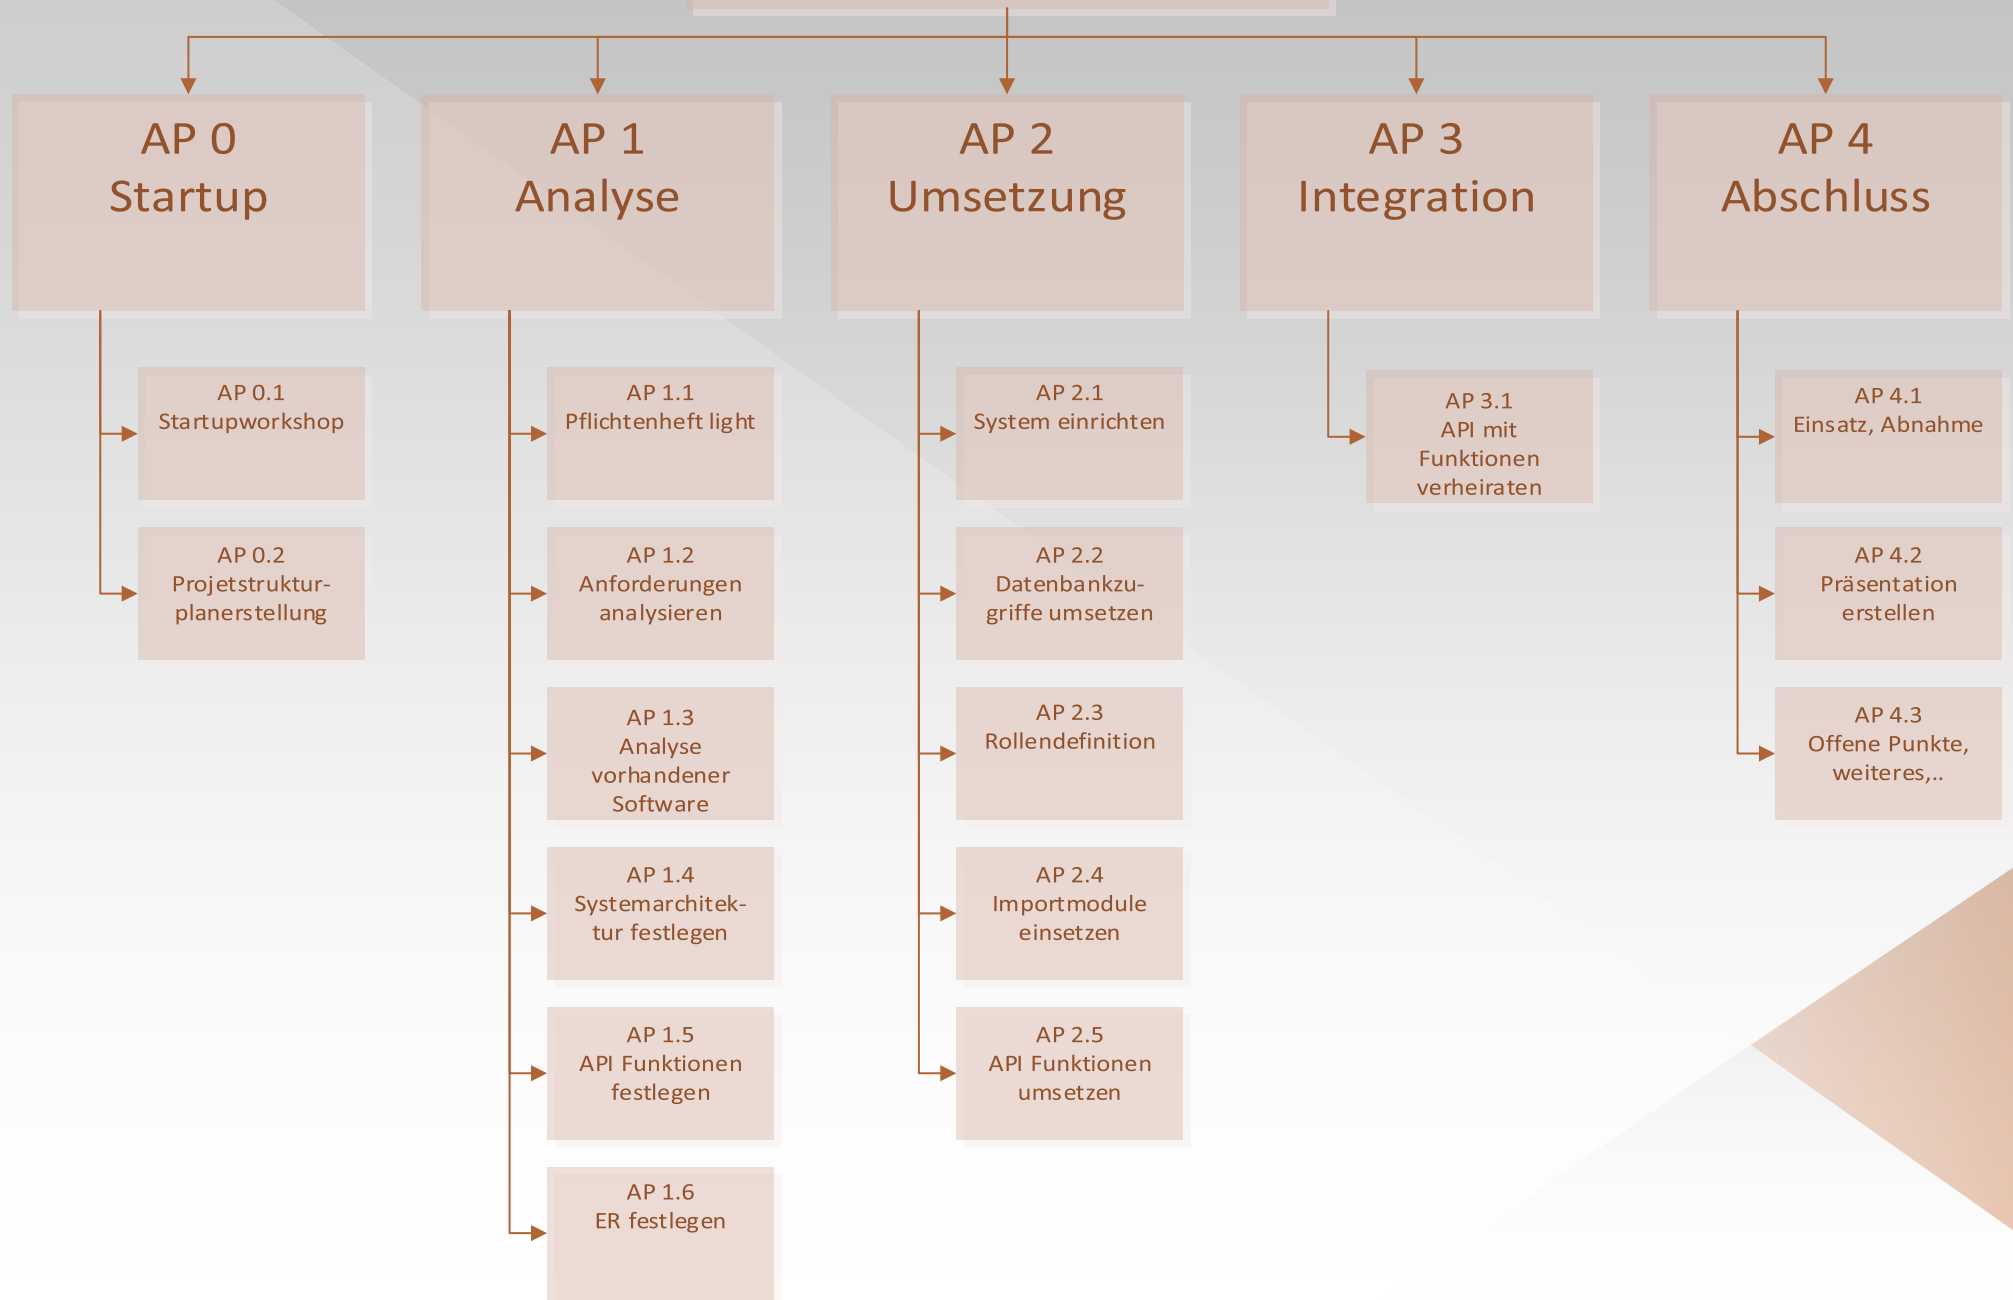 AP 0
Startup
AP 0.1
Startupworkshop
AP 0.2
Projetstruktur-
planerstellung
AP 1
Analyse
AP 1.1
Pflichtenheft light
AP 1.2
Anforderungen
analysieren
AP 1.3
Analyse
vorhandener
Software
AP 1.4
Systemarchitek-
tur festlegen
AP 1.5
API Funktionen
festlegen
AP 1.6
ER festlegen
AP 2
Umsetzung
AP 2.1
System einrichten
AP 2.2
Datenbankzu-
griffe umsetzen
AP 2.3
Rollendefinition
AP 2.4
Importmodule
einsetzen
AP 2.5
API Funktionen
umsetzen
AP 3
Integration
AP 3.1
API mit
Funktionen
verheiraten
AP 4
Abschluss
AP 4.1
Einsatz, Abnahme
AP 4.2
Präsentation
erstellen
AP 4.3
Offene Punkte,
weiteres,..